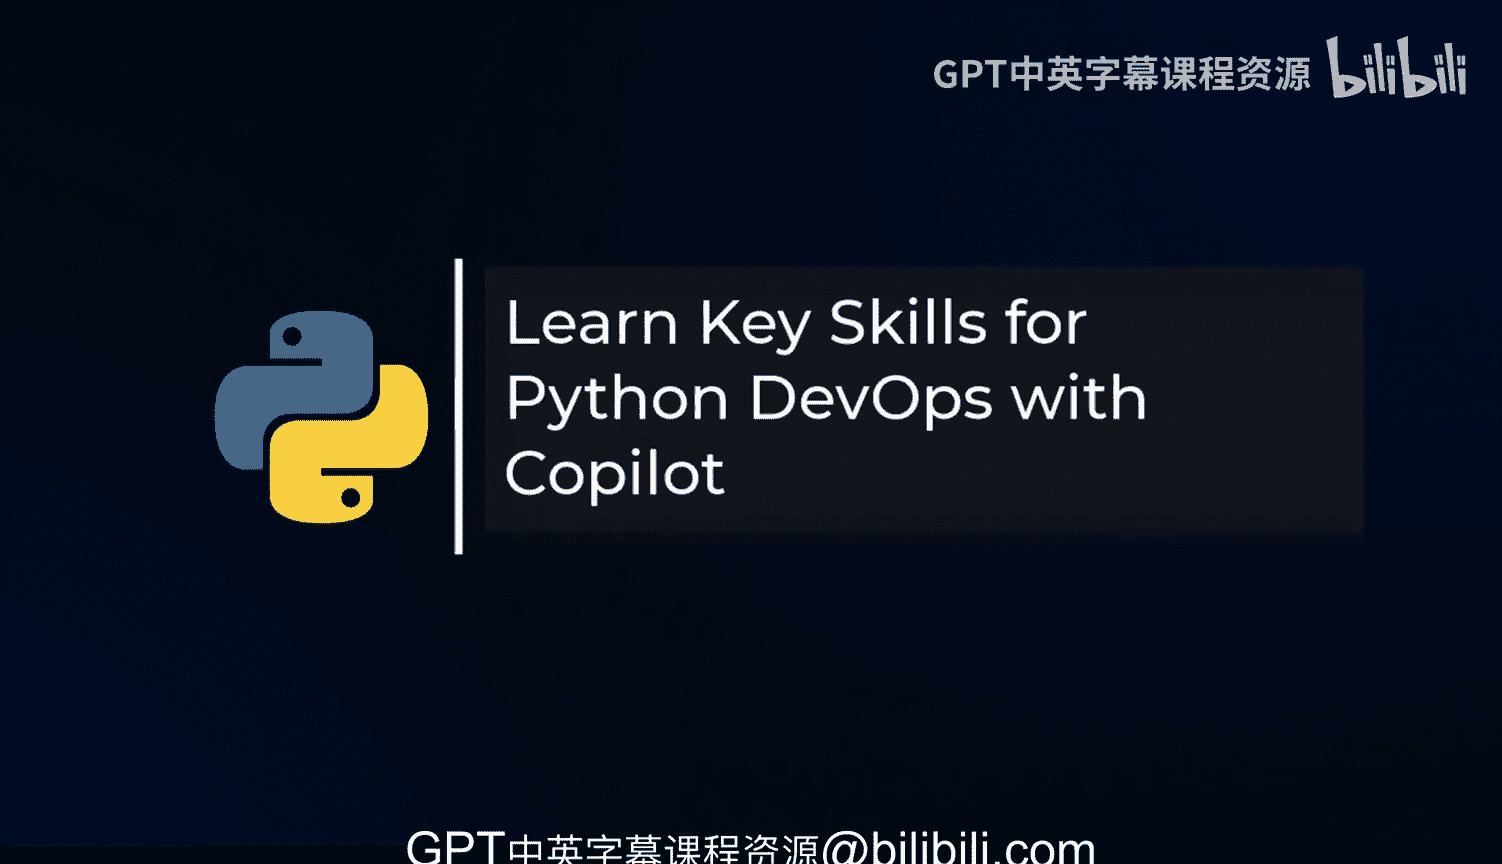 GPT中英字幕课程资源 bilibili
Learn Key Skills for
Python DevOps with
Copilot
GPT中英字幕课程资源@bilibili.com